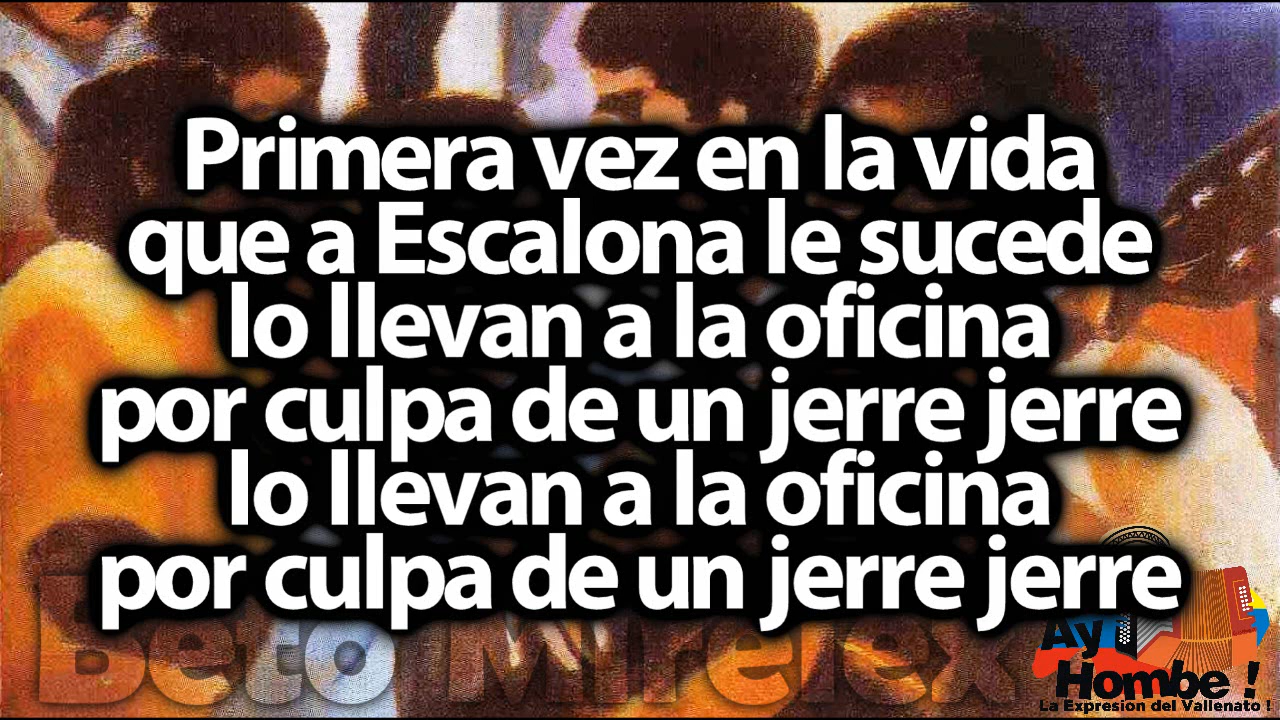 Primera vez en la vida
que a Escalona le sucede
lo llevan a la oficina
por culpa de un jerre jerre
lo llevan a la oficina
por culpa de un jerre jerre
Beto Mirelex
Ay
Hombe !
La Expresion del Vallenato !